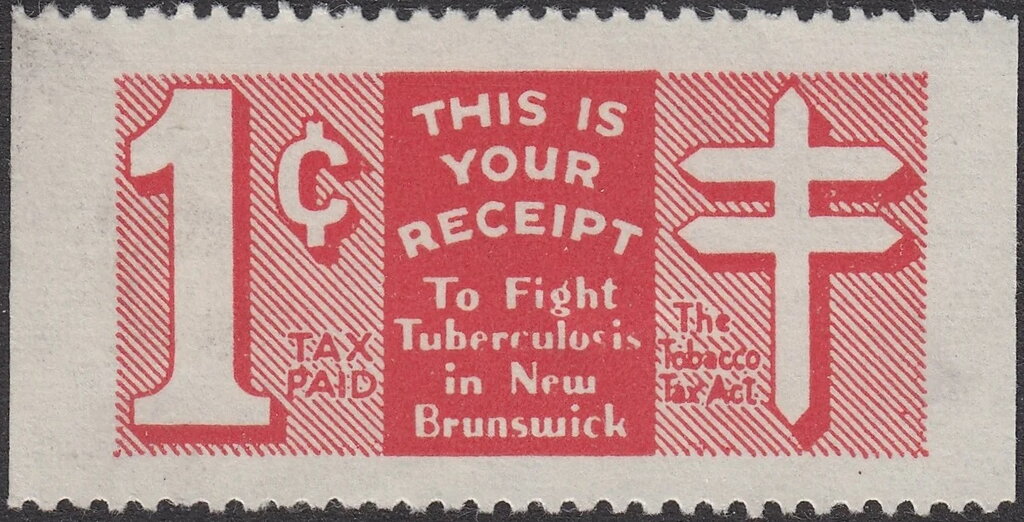 1¢
TAX
PAID
THIS IS
YOUR
RECEIPT
To Fight
Tuberculosis
in New
Brunswick
The
Tobacco
Tax Act.